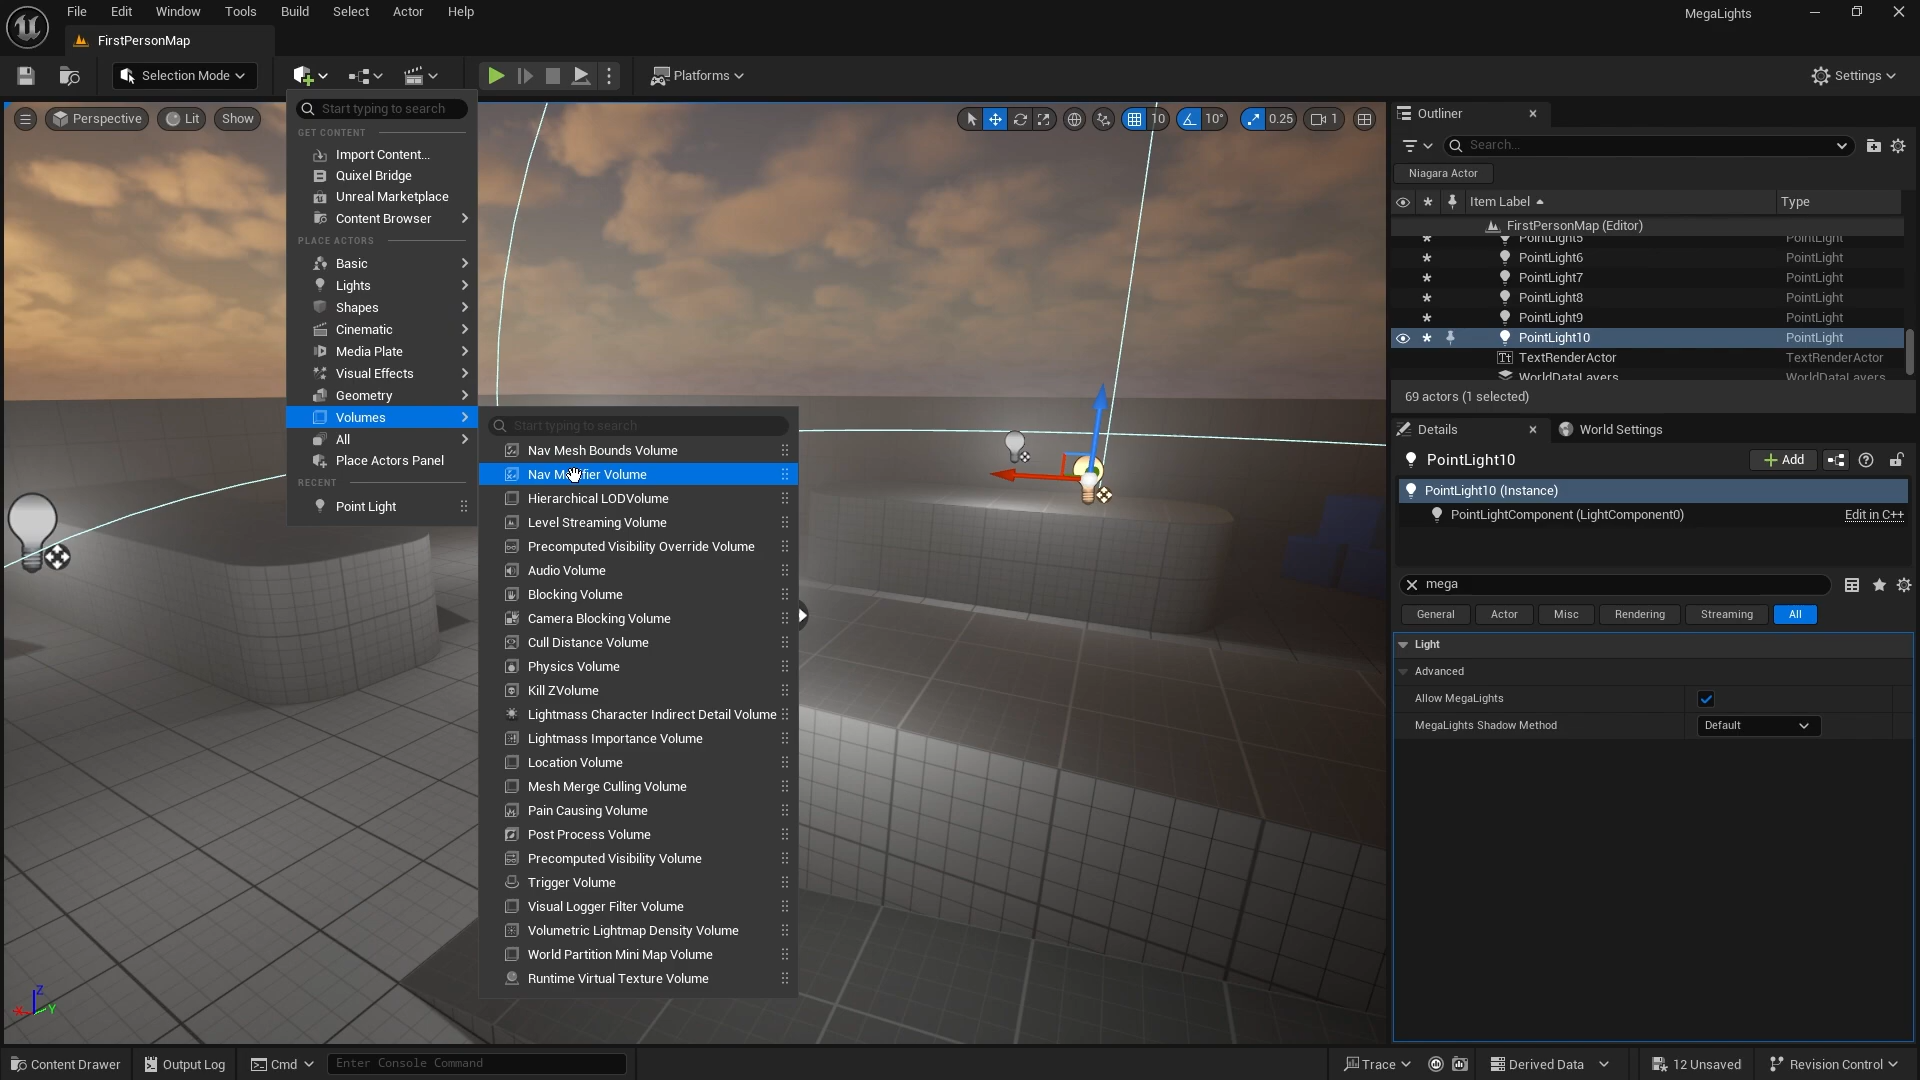 File Edit Window Tools Build Select Actor Help
MegaLights
FirstPersonMap
Selection Mode
Platforms
Settings
Perspective
Lit
Show
10
10°
0.25
1
Start typing to search
GET CONTENT
Import Content...
Quixel Bridge
Unreal Marketplace
Content Browser
PLACE ACTORS
Basic
Lights
Shapes
Cinematic
Media Plate
Visual Effects
Geometry
Volumes
All
Place Actors Panel
RECENT
Point Light
Start typing to search
Nav Mesh Bounds Volume
Nav Modifier Volume
Hierarchical LODVolume
Level Streaming Volume
Precomputed Visibility Override Volume
Audio Volume
Blocking Volume
Camera Blocking Volume
Cull Distance Volume
Physics Volume
Kill ZVolume
Lightmass Character Indirect Detail Volume
Lightmass Importance Volume
Location Volume
Mesh Merge Culling Volume
Pain Causing Volume
Post Process Volume
Precomputed Visibility Volume
Trigger Volume
Visual Logger Filter Volume
Volumetric Lightmap Density Volume
World Partition Mini Map Volume
Runtime Virtual Texture Volume
Z
X
Y
Outliner
Search...
Niagara Actor
Item Label Type
FirstPersonMap (Editor)
PointLight5 PointLight
PointLight6 PointLight
PointLight7 PointLight
PointLight8 PointLight
PointLight9 PointLight
PointLight10 PointLight
TextRenderActor TextRenderActor
WorldDataLayers WorldDataLayers
69 actors (1 selected)
Details
World Settings
PointLight10
Add
PointLight10 (Instance)
PointLightComponent (LightComponent0) Edit in C++
mega
General Actor Misc Rendering Streaming All
Light
Advanced
Allow MegaLights
MegaLights Shadow Method Default
Content Drawer
Output Log
Cmd
Enter Console Command
Trace
Derived Data
12 Unsaved
Revision Control